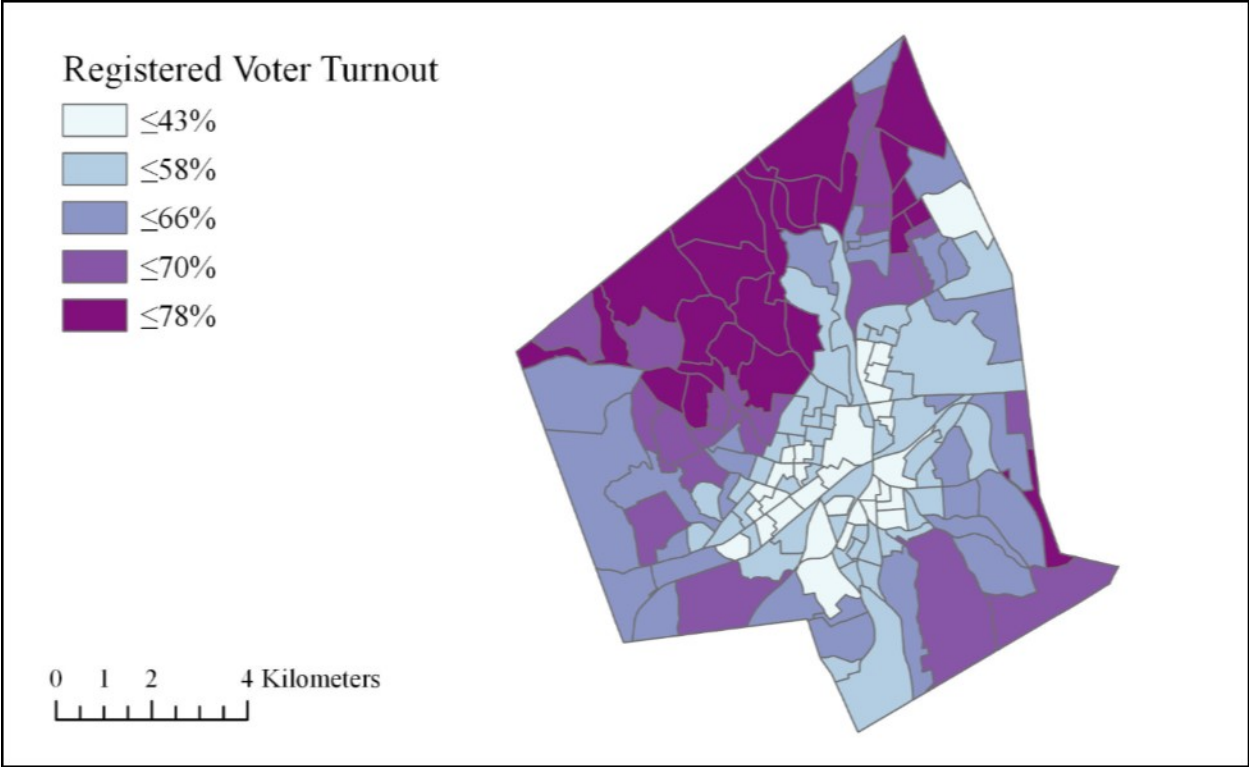 Registered Voter Turnout
≤43%
≤58%
≤66%
≤70%
≤78%
0 1 2 4 Kilometers